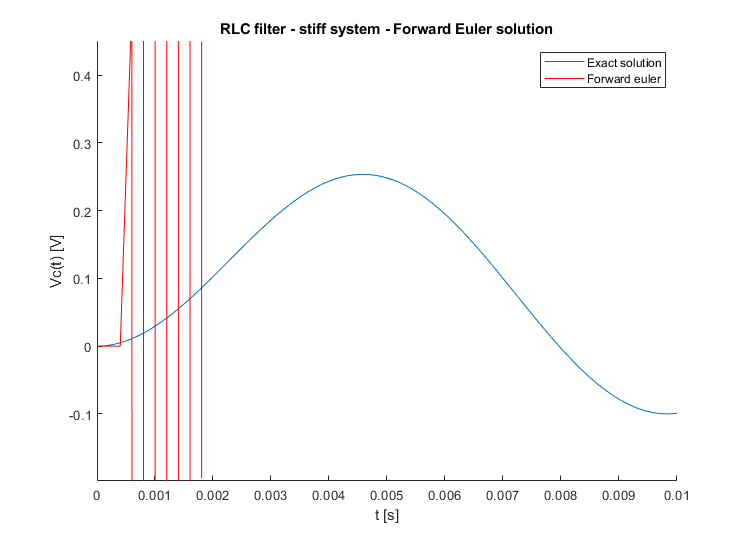 RLC filter - stiff system - Forward Euler solution
Exact solution
Forward euler
0.4
0.3
0.2
0.1
0
-0.1
Vc(t) [V]
0 0.001 0.002 0.003 0.004 0.005 0.006 0.007 0.008 0.009 0.01
t [s]